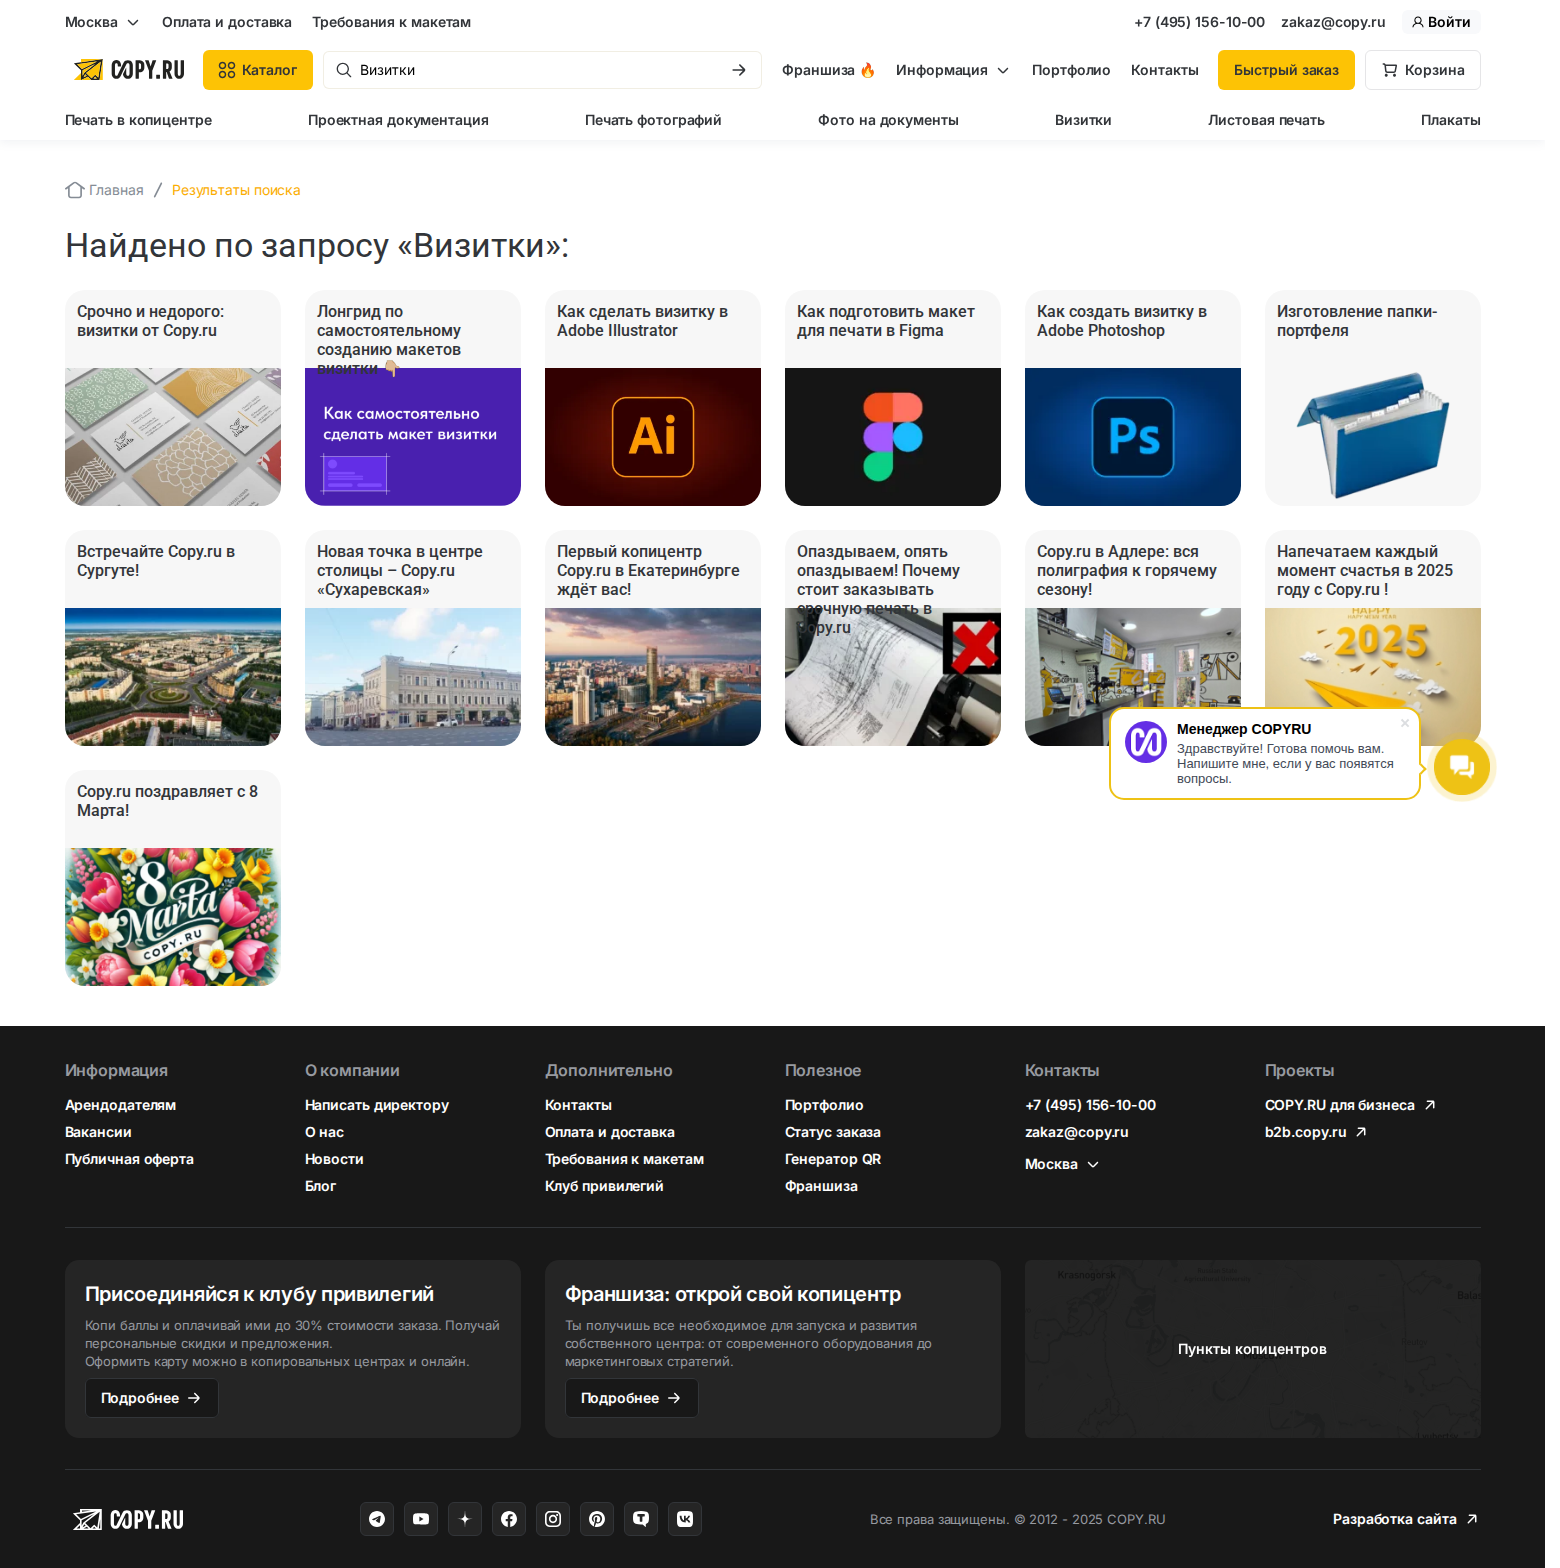 Москва
Оплата и доставка
Требования к макетам
+7 (495) 156-10-00
zakaz@copy.ru
Войти
COPY.RU
Каталог
Визитки
Франшиза 🔥
Информация
Портфолио
Контакты
Быстрый заказ
Корзина
Печать в копицентре
Проектная документация
Печать фотографий
Фото на документы
Визитки
Листовая печать
Плакаты
Главная / Результаты поиска
Найдено по запросу «Визитки»:
Срочно и недорого:
визитки от Copy.ru
Лонгрид по
самостоятельному
созданию макетов
визитки 👇🏼
Как самостоятельно
сделать макет визитки
Как сделать визитку в
Adobe Illustrator
Ai
Как подготовить макет
для печати в Figma
Как создать визитку в
Adobe Photoshop
Ps
Изготовление папки-
портфеля
Встречайте Copy.ru в
Сургуте!
Новая точка в центре
столицы – Copy.ru
«Сухаревская»
Первый копицентр
Copy.ru в Екатеринбурге
ждёт вас!
Опаздываем, опять
опаздываем! Почему
стоит заказывать
срочную печать в
Copy.ru
Copy.ru в Адлере: вся
полиграфия к горячему
сезону!
Напечатаем каждый
момент счастья в 2025
году с Copy.ru !
HAPPY
2025
Менеджер COPYRU
Здравствуйте! Готова помочь вам.
Напишите мне, если у вас появятся
вопросы.
Copy.ru поздравляет с 8
Марта!
8
Marta
COPY.RU
Информация
Арендодателям
Вакансии
Публичная оферта
О компании
Написать директору
О нас
Новости
Блог
Дополнительно
Контакты
Оплата и доставка
Требования к макетам
Клуб привилегий
Полезное
Портфолио
Статус заказа
Генератор QR
Франшиза
Контакты
+7 (495) 156-10-00
zakaz@copy.ru
Москва
Проекты
COPY.RU для бизнеса
b2b.copy.ru
Присоединяйся к клубу привилегий
Копи баллы и оплачивай ими до 30% стоимости заказа. Получай
персональные скидки и предложения.
Оформить карту можно в копировальных центрах и онлайн.
Подробнее
Франшиза: открой свой копицентр
Ты получишь все необходимое для запуска и развития
собственного центра: от современного оборудования до
маркетинговых стратегий.
Подробнее
Krasnogorsk
Пункты копицентров
COPY.RU
Все права защищены. © 2012 - 2025 COPY.RU
Разработка сайта